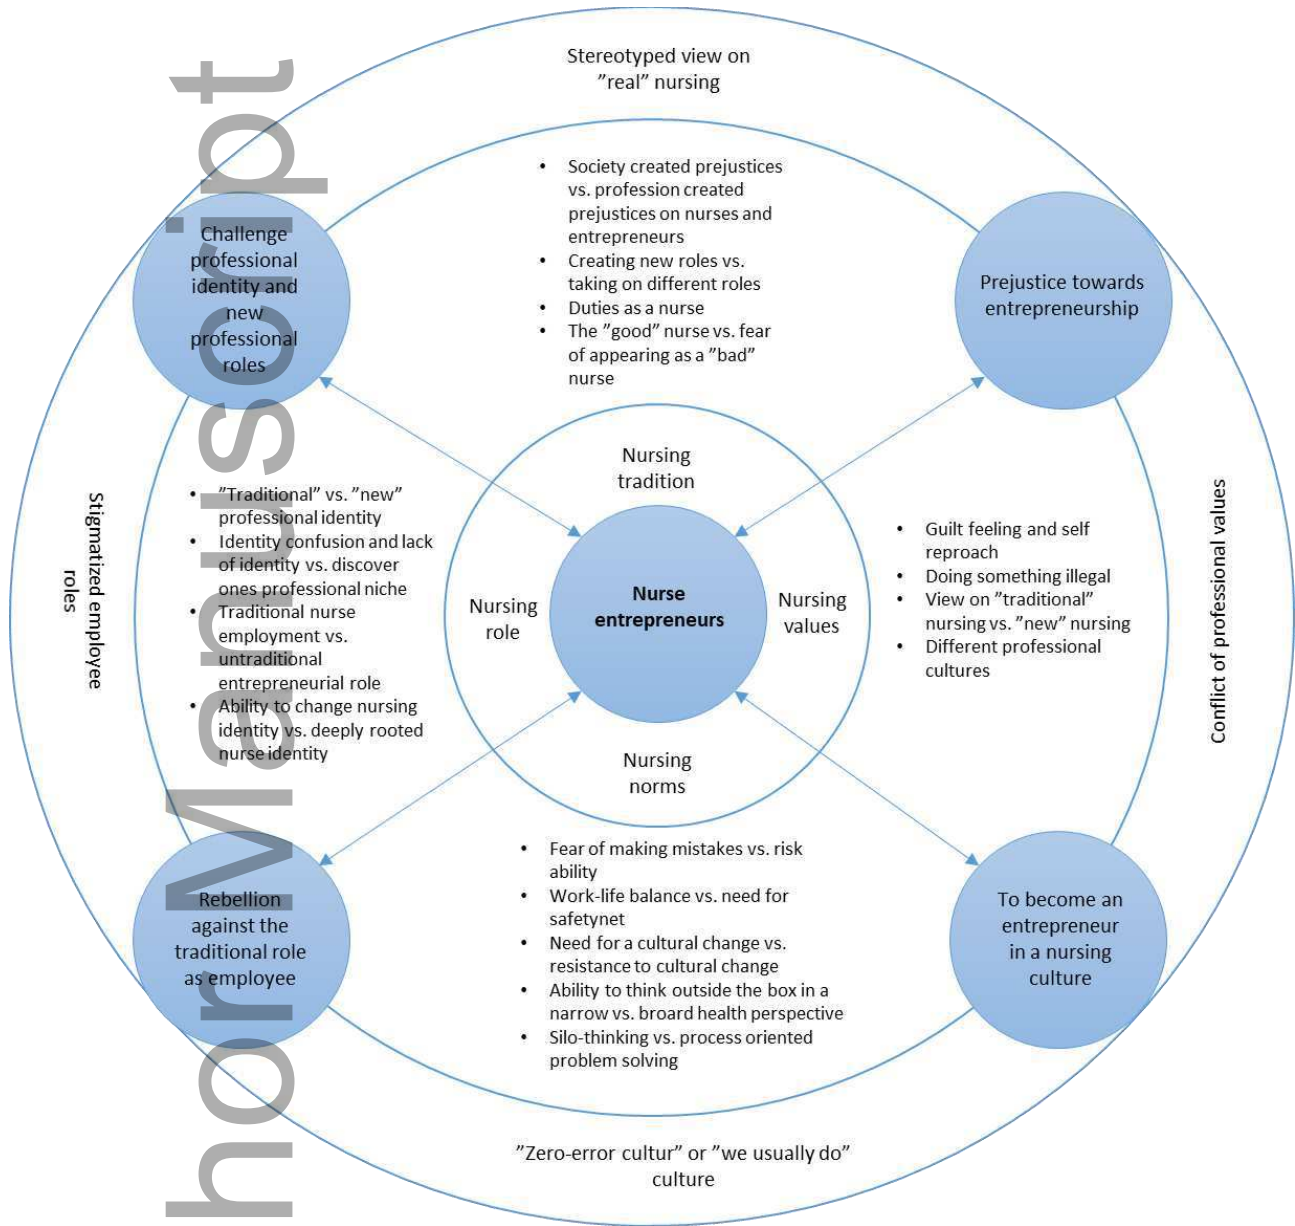 Stereotyped view on
”real” nursing
• Society created prejustices
vs. profession created
prejustices on nurses and
entrepreneurs
• Creating new roles vs.
taking on different roles
• Duties as a nurse
• The ”good” nurse vs. fear
of appearing as a ”bad”
nurse
Challenge
professional
identity and
new
professional
roles
Prejustice towards
entrepreneurship
Nursing
tradition
Stigmatized employee
roles
• ”Traditional” vs. ”new”
professional identity
• Identity confusion and lack
of identity vs. discover
ones professional niche
• Traditional nurse
employment vs.
untraditional
entrepreneurial role
• Ability to change nursing
identity vs. deeply rooted
nurse identity
Nursing
role
Nurse
entrepreneurs
Nursing
values
• Guilt feeling and self
reproach
• Doing something illegal
• View on ”traditional”
nursing vs. ”new” nursing
• Different professional
cultures
Conflict of professional values
Nursing
norms
Rebellion
against the
traditional role
as employee
• Fear of making mistakes vs. risk
ability
• Work-life balance vs. need for
safetynet
• Need for a cultural change vs.
resistance to cultural change
• Ability to think outside the box in a
narrow vs. broad health perspective
• Silo-thinking vs. process oriented
problem solving
To become an
entrepreneur
in a nursing
culture
”Zero-error cultur” or ”we usually do”
culture
hor Manuscript